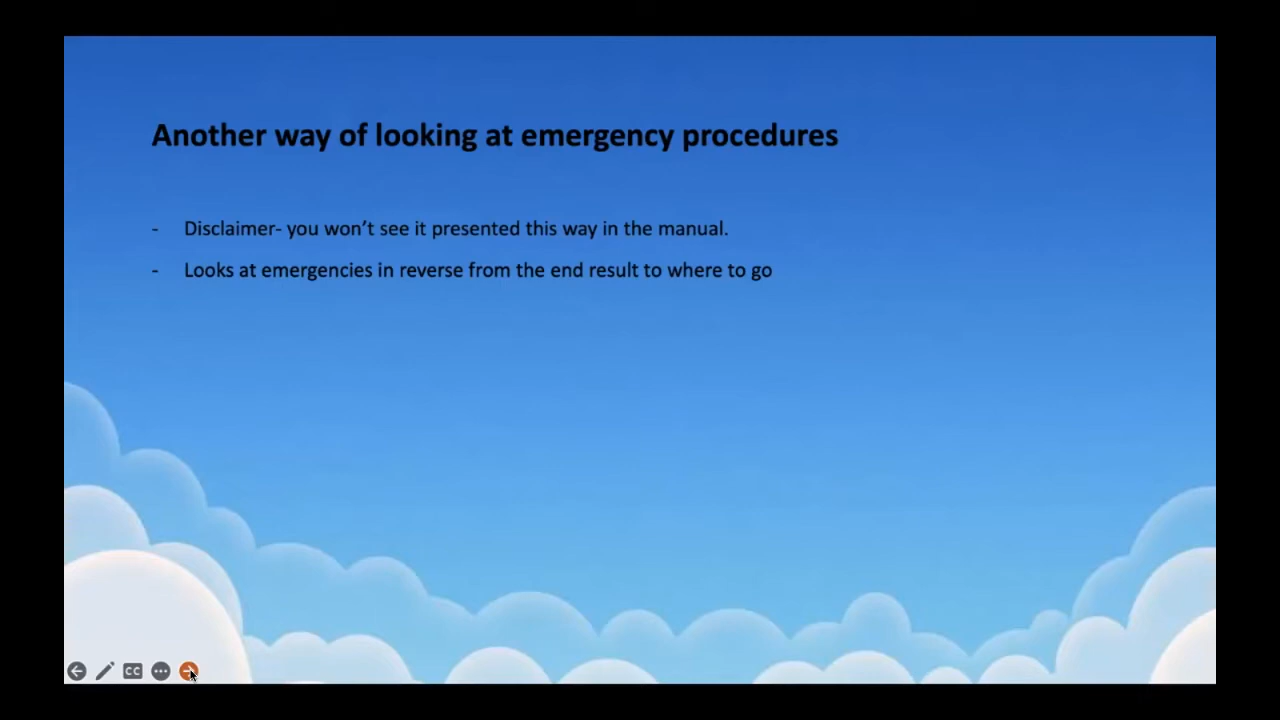 Another way of looking at emergency procedures
- Disclaimer- you won’t see it presented this way in the manual.
- Looks at emergencies in reverse from the end result to where to go
CC